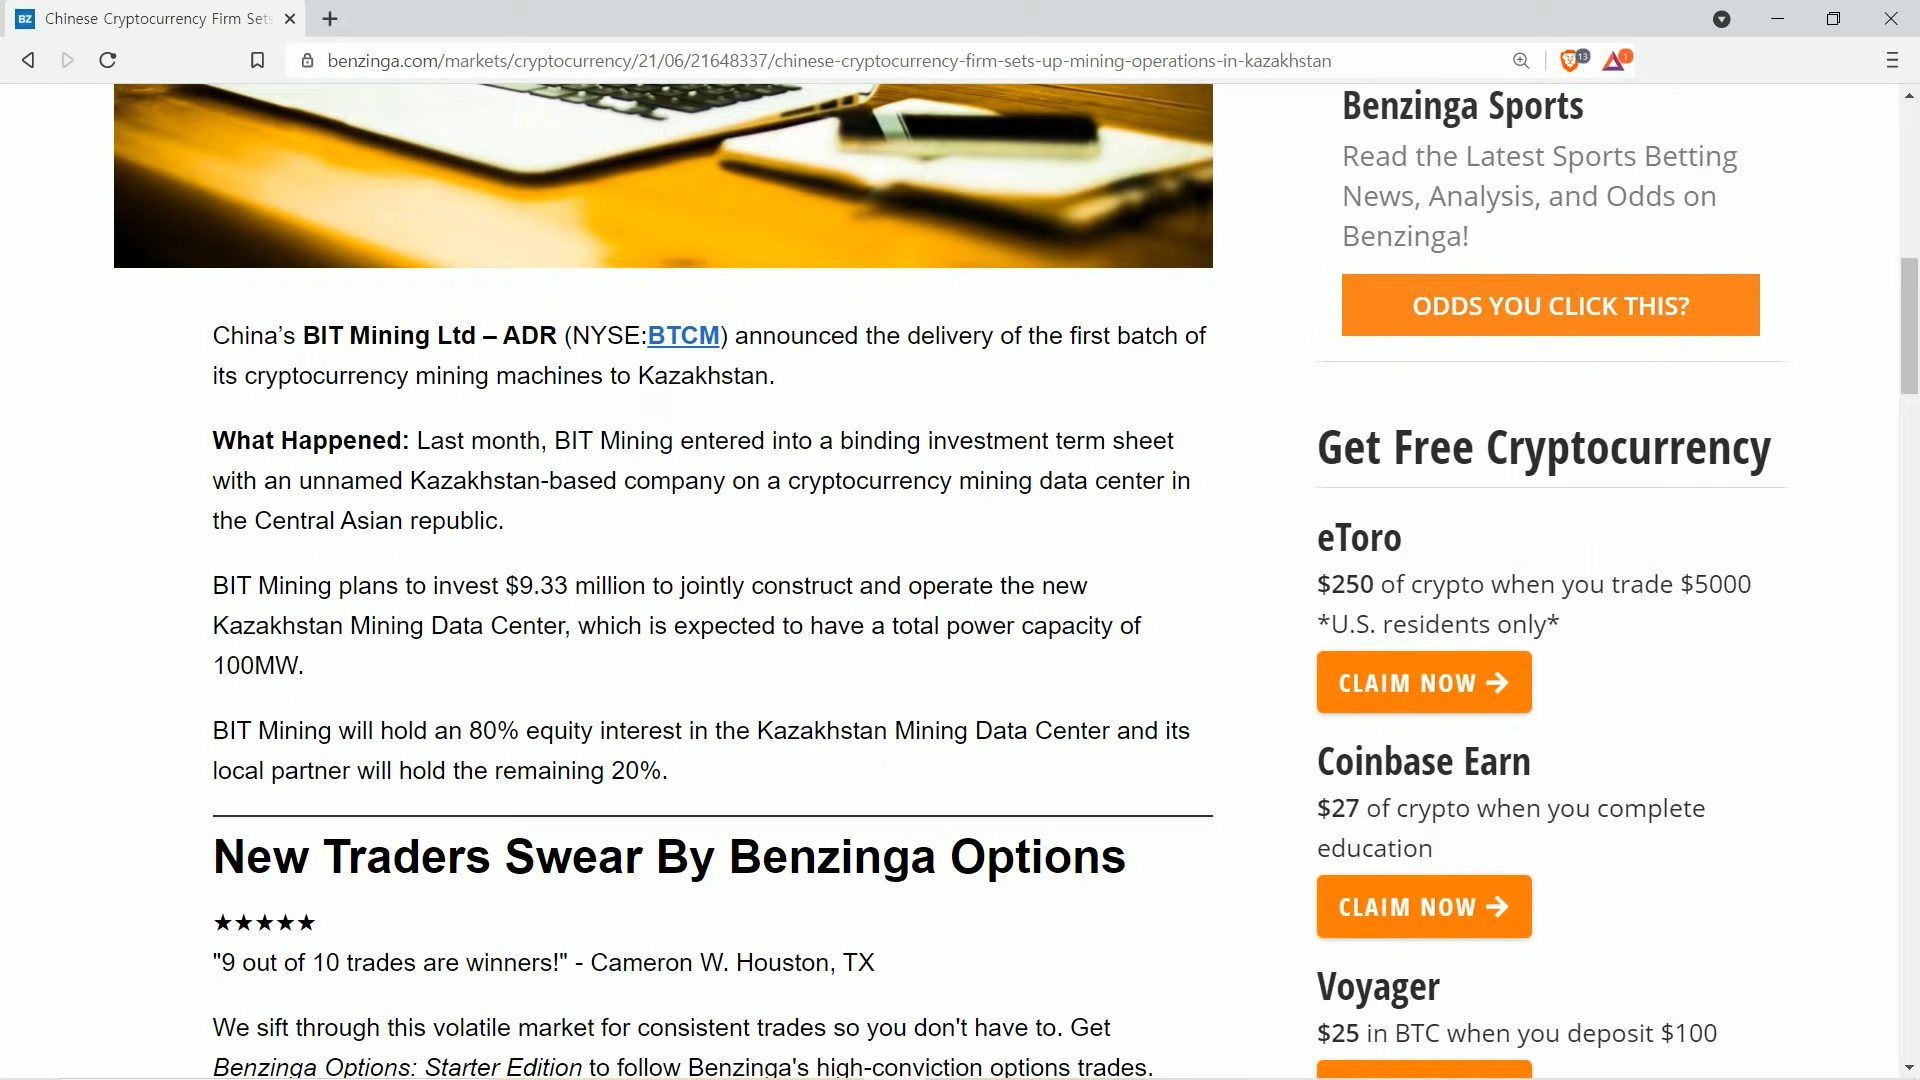 Chinese Cryptocurrency Firm Sets
benzinga.com/markets/cryptocurrency/21/06/21648337/chinese-cryptocurrency-firm-sets-up-mining-operations-in-kazakhstan
13
1
China’s BIT Mining Ltd – ADR (NYSE:BTCM) announced the delivery of the first batch of
its cryptocurrency mining machines to Kazakhstan.
What Happened: Last month, BIT Mining entered into a binding investment term sheet
with an unnamed Kazakhstan-based company on a cryptocurrency mining data center in
the Central Asian republic.
BIT Mining plans to invest $9.33 million to jointly construct and operate the new
Kazakhstan Mining Data Center, which is expected to have a total power capacity of
100MW.
BIT Mining will hold an 80% equity interest in the Kazakhstan Mining Data Center and its
local partner will hold the remaining 20%.
New Traders Swear By Benzinga Options
★★★★★
"9 out of 10 trades are winners!" - Cameron W. Houston, TX
We sift through this volatile market for consistent trades so you don't have to. Get
Benzinga Options: Starter Edition to follow Benzinga's high-conviction options trades.
Benzinga Sports
Read the Latest Sports Betting
News, Analysis, and Odds on
Benzinga!
ODDS YOU CLICK THIS?
Get Free Cryptocurrency
eToro
$250 of crypto when you trade $5000
*U.S. residents only*
CLAIM NOW →
Coinbase Earn
$27 of crypto when you complete
education
CLAIM NOW →
Voyager
$25 in BTC when you deposit $100